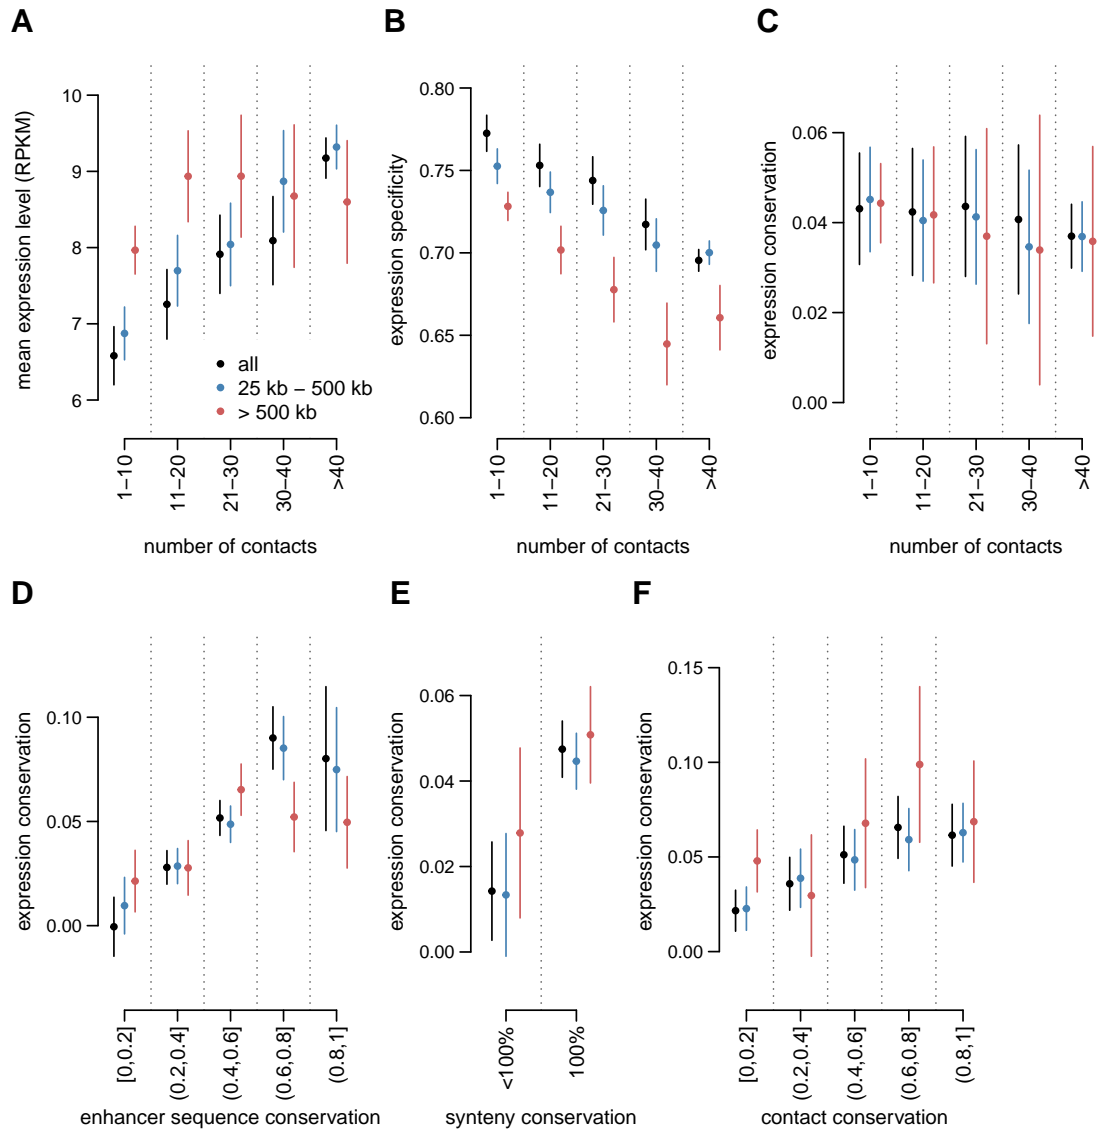 A
mean expression level (RPKM)
10
9
8
7
6
all
25 kb − 500 kb
> 500 kb
1−10
11−20
21−30
30−40
>40
number of contacts
B
expression specificity
0.80
0.75
0.70
0.65
0.60
1−10
11−20
21−30
30−40
>40
number of contacts
C
expression conservation
0.06
0.04
0.02
0.00
1−10
11−20
21−30
30−40
>40
number of contacts
D
expression conservation
0.10
0.05
0.00
[0,0.2]
(0.2,0.4]
(0.4,0.6]
(0.6,0.8]
(0.8,1]
enhancer sequence conservation
E
expression conservation
0.06
0.04
0.02
0.00
<100%
100%
synteny conservation
F
expression conservation
0.15
0.10
0.05
0.00
[0,0.2]
(0.2,0.4]
(0.4,0.6]
(0.6,0.8]
(0.8,1]
contact conservation